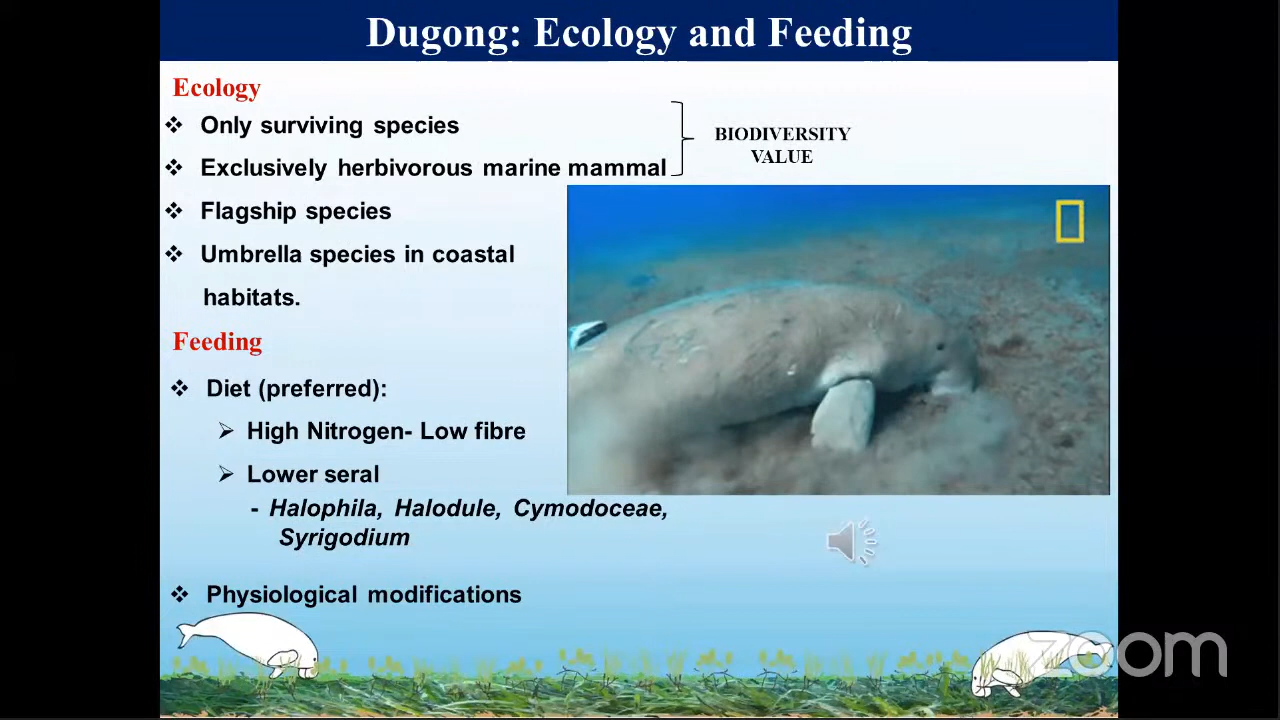 Dugong: Ecology and Feeding
Ecology
❖ Only surviving species
❖ Exclusively herbivorous marine mammal
BIODIVERSITY
VALUE
❖ Flagship species
❖ Umbrella species in coastal
habitats.
Feeding
❖ Diet (preferred):
➢ High Nitrogen- Low fibre
➢ Lower seral
- Halophila, Halodule, Cymodoceae,
Syrigodium
❖ Physiological modifications
zoom